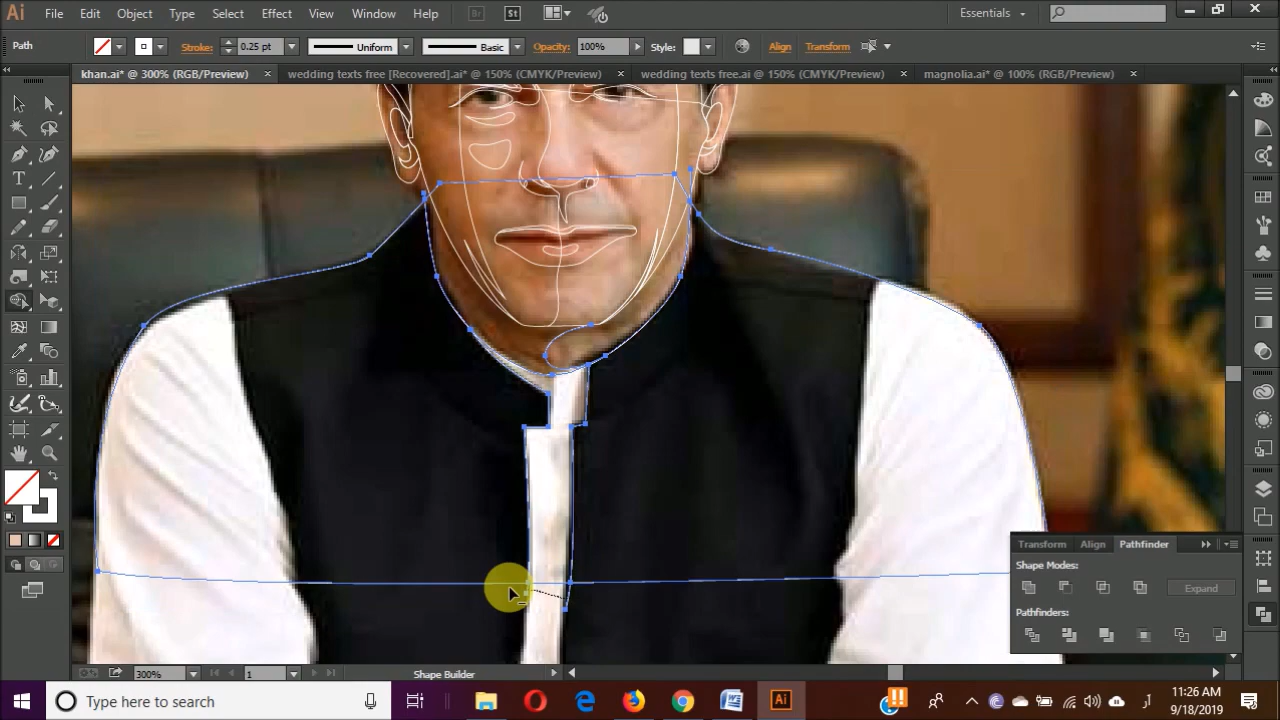 Ai File Edit Object Type Select Effect View Window Help Br St Essentials
Path Stroke: 0.25 pt Uniform Basic Opacity: 100% Style: Align Transform
khan.ai* @ 300% (RGB/Preview) × wedding texts free [Recovered].ai* @ 150% (CMYK/Preview) × wedding texts free.ai @ 150% (CMYK/Preview) × magnolia.ai* @ 100% (RGB/Preview) ×
Transform Align Pathfinder
Shape Modes:
Expand
Pathfinders:
300% 1 Shape Builder
Type here to search
Ai
11:26 AM
9/18/2019